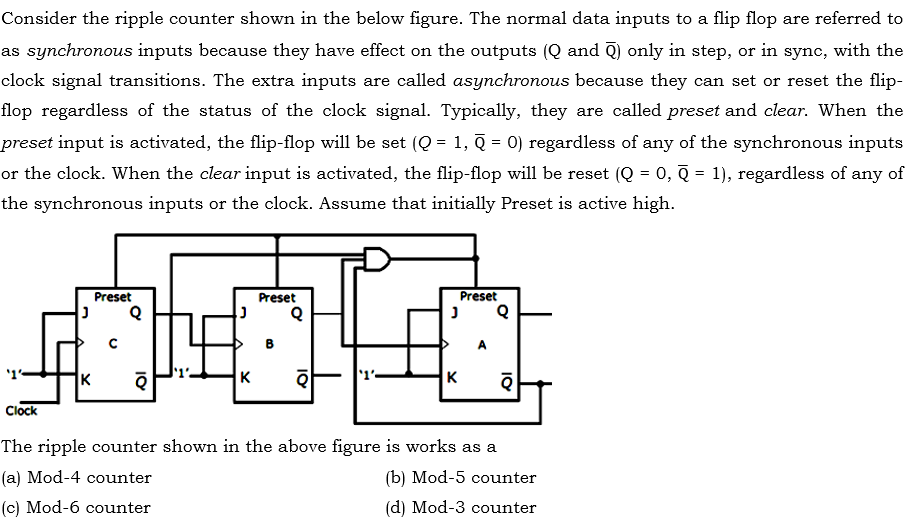 Consider the ripple counter shown in the below figure. The normal data inputs to a flip flop are referred to
as synchronous inputs because they have effect on the outputs (Q and Q̅) only in step, or in sync, with the
clock signal transitions. The extra inputs are called asynchronous because they can set or reset the flip-
flop regardless of the status of the clock signal. Typically, they are called preset and clear. When the
preset input is activated, the flip-flop will be set (Q = 1, Q̅ = 0) regardless of any of the synchronous inputs
or the clock. When the clear input is activated, the flip-flop will be reset (Q = 0, Q̅ = 1), regardless of any of
the synchronous inputs or the clock. Assume that initially Preset is active high.
Preset Preset Preset
J Q J Q J Q
C B A
'1' K Q̅ '1' K Q̅ '1' K Q̅
Clock
The ripple counter shown in the above figure is works as a
(a) Mod-4 counter (b) Mod-5 counter
(c) Mod-6 counter (d) Mod-3 counter